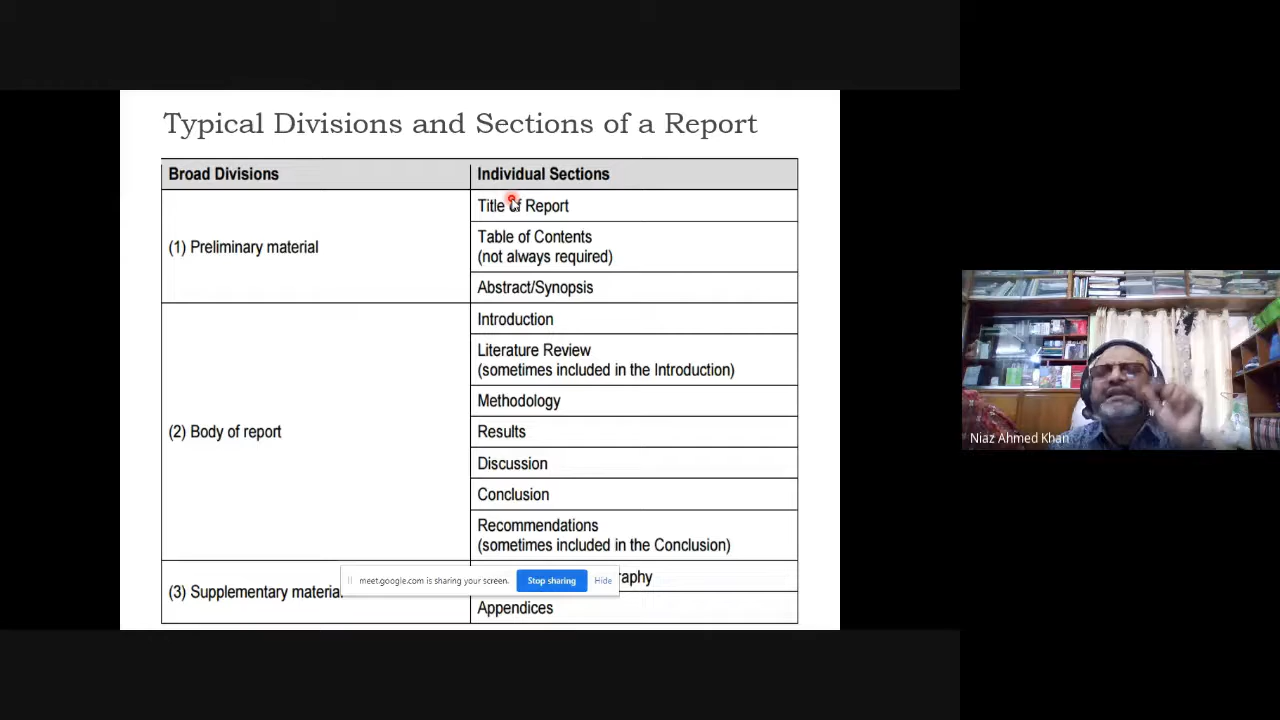 Typical Divisions and Sections of a Report
Broad Divisions
Individual Sections
(1) Preliminary material
Title of Report
Table of Contents
(not always required)
Abstract/Synopsis
(2) Body of report
Introduction
Literature Review
(sometimes included in the Introduction)
Methodology
Results
Discussion
Conclusion
Recommendations
(sometimes included in the Conclusion)
(3) Supplementary material
Appendices
meet.google.com is sharing your screen.
Stop sharing
Hide
Niaz Ahmed Khan